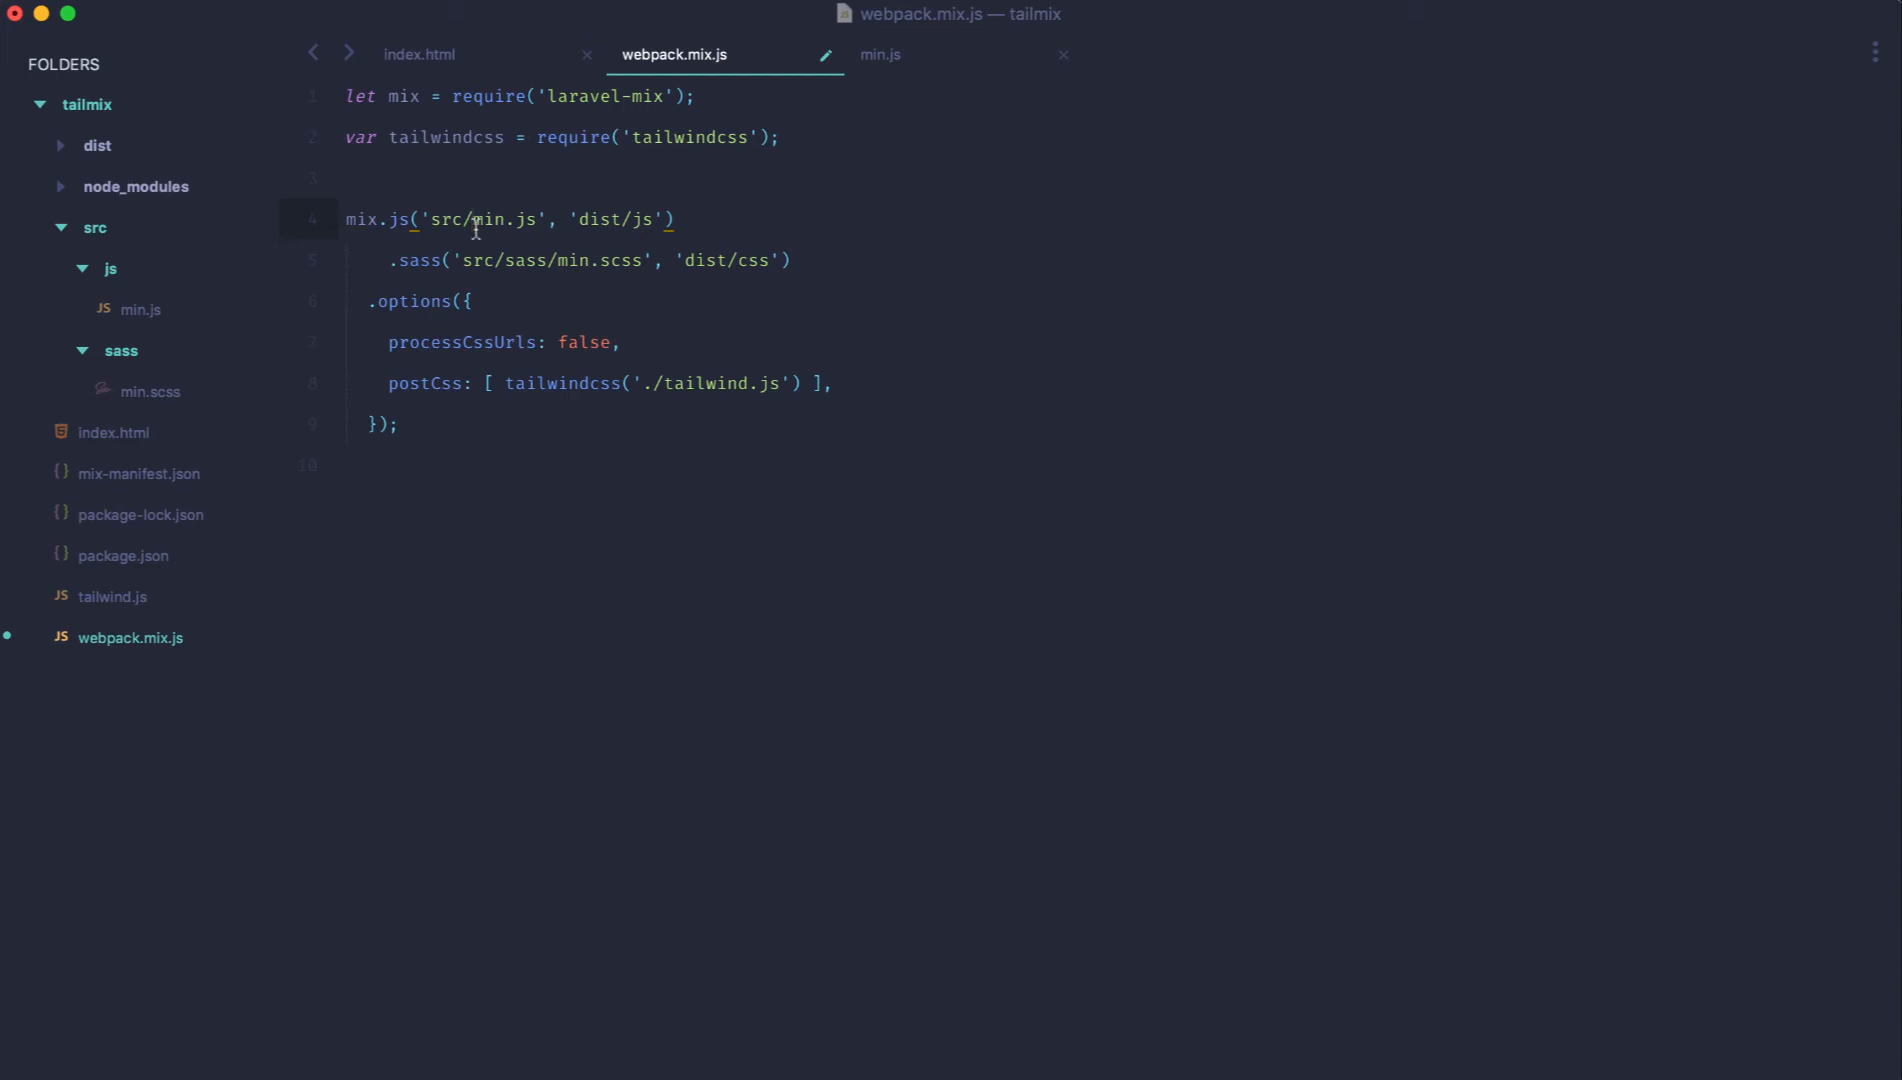 webpack.mix.js — tailmix
FOLDERS
tailmix
dist
node_modules
src
js
JS min.js
sass
min.scss
index.html
{} mix-manifest.json
{} package-lock.json
{} package.json
JS tailwind.js
JS webpack.mix.js
index.html
webpack.mix.js
min.js
1 let mix = require('laravel-mix');
2 var tailwindcss = require('tailwindcss');
3
4 mix.js('src/min.js', 'dist/js')
5 .sass('src/sass/min.scss', 'dist/css')
6 .options({
7 processCssUrls: false,
8 postCss: [ tailwindcss('./tailwind.js') ],
9 });
10